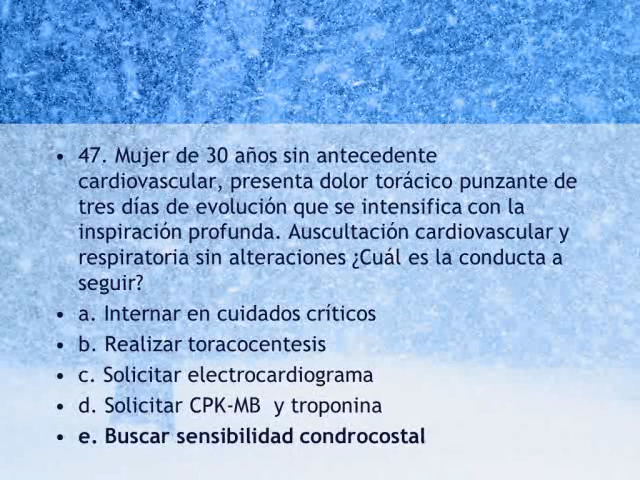 • 47. Mujer de 30 años sin antecedente
cardiovascular, presenta dolor torácico punzante de
tres días de evolución que se intensifica con la
inspiración profunda. Auscultación cardiovascular y
respiratoria sin alteraciones ¿Cuál es la conducta a
seguir?
• a. Internar en cuidados críticos
• b. Realizar toracocentesis
• c. Solicitar electrocardiograma
• d. Solicitar CPK-MB y troponina
• e. Buscar sensibilidad condrocostal